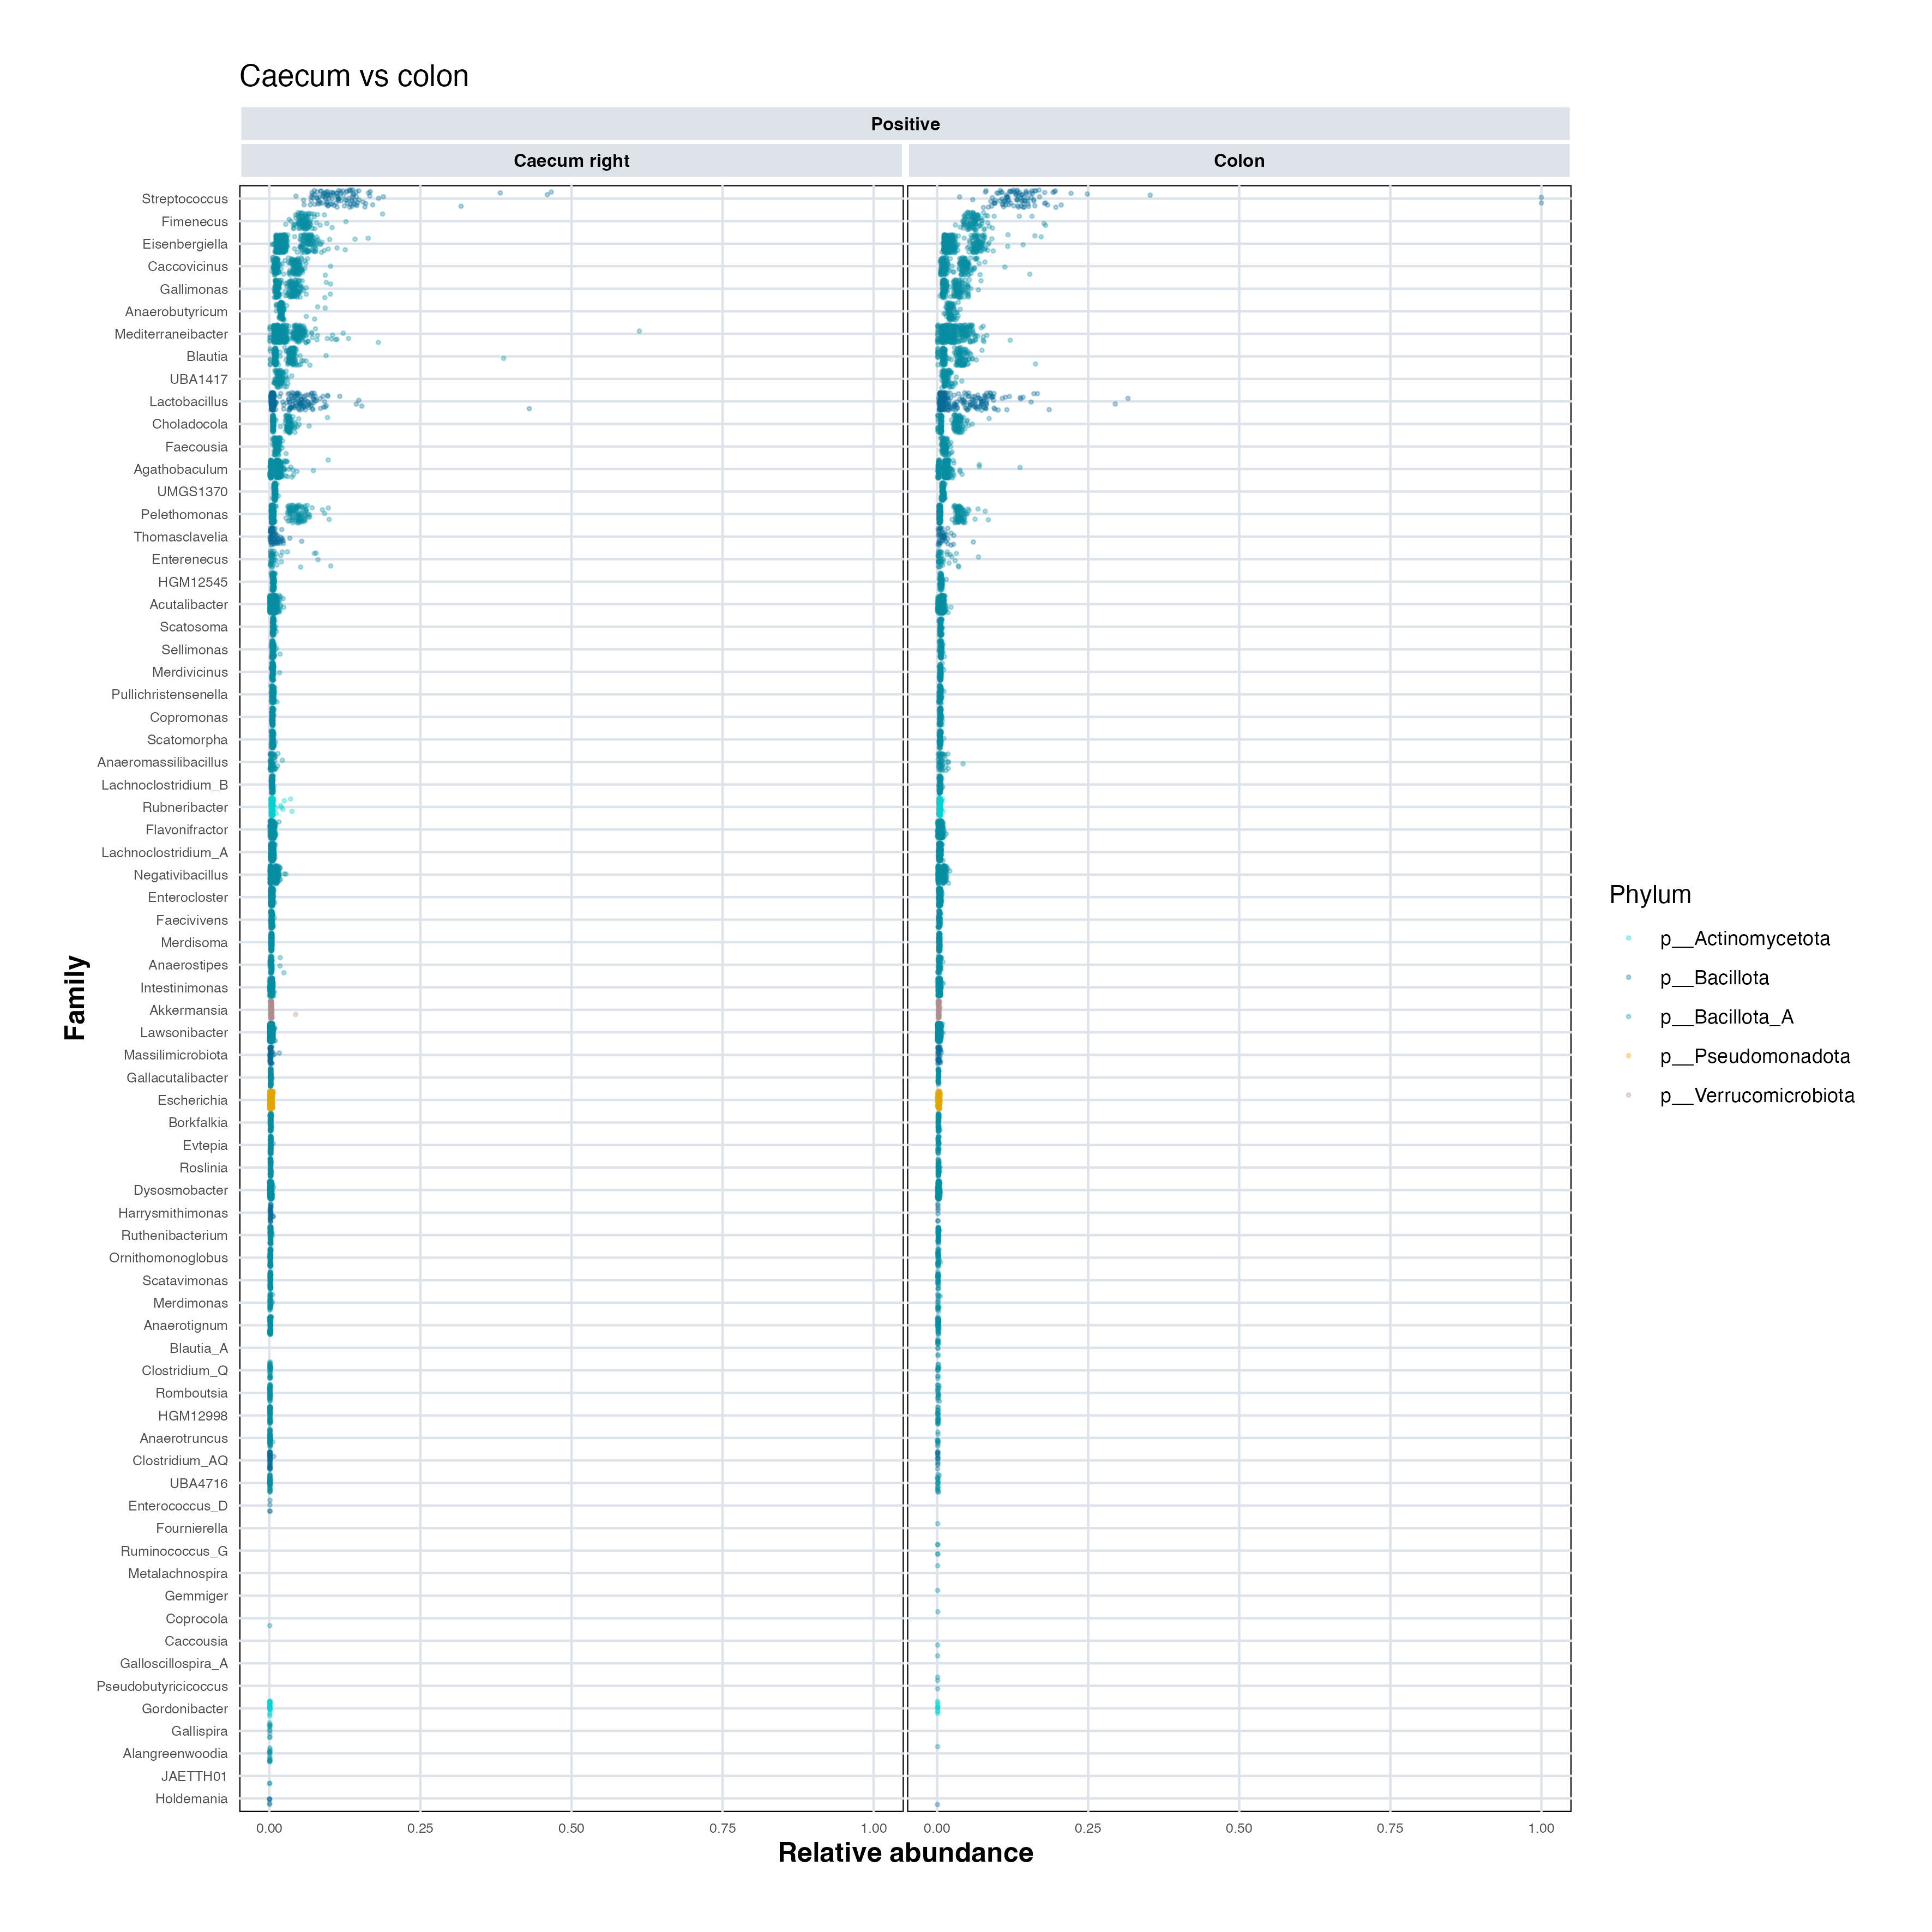 Caecum vs colon
Positive
Caecum right
Colon
Streptococcus
Fimenecus
Eisenbergiella
Caccovicinus
Gallimonas
Anaerobutyricum
Mediterraneibacter
Blautia
UBA1417
Lactobacillus
Choladocola
Faecousia
Agathobaculum
UMGS1370
Pelethomonas
Thomasclavelia
Enterenecus
HGM12545
Acutalibacter
Scatosoma
Sellimonas
Merdivicinus
Pullichristensenella
Copromonas
Scatomorpha
Anaeromassilibacillus
Lachnoclostridium_B
Rubneribacter
Flavonifractor
Lachnoclostridium_A
Negativibacillus
Enterocloster
Faecivivens
Merdisoma
Anaerostipes
Intestinimonas
Akkermansia
Lawsonibacter
Massilimicrobiota
Gallacutalibacter
Escherichia
Borkfalkia
Evtepia
Roslinia
Dysosmobacter
Harrysmithimonas
Ruthenibacterium
Ornithomonoglobus
Scatavimonas
Merdimonas
Anaerotignum
Blautia_A
Clostridium_Q
Romboutsia
HGM12998
Anaerotruncus
Clostridium_AQ
UBA4716
Enterococcus_D
Fournierella
Ruminococcus_G
Metalachnospira
Gemmiger
Coprocola
Caccousia
Galloscillospira_A
Pseudobutyricicoccus
Gordonibacter
Gallispira
Alangreenwoodia
JAETTH01
Holdemania
Family
0.00 0.25 0.50 0.75 1.00
0.00 0.25 0.50 0.75 1.00
Relative abundance
Phylum
p__Actinomycetota
p__Bacillota
p__Bacillota_A
p__Pseudomonadota
p__Verrucomicrobiota